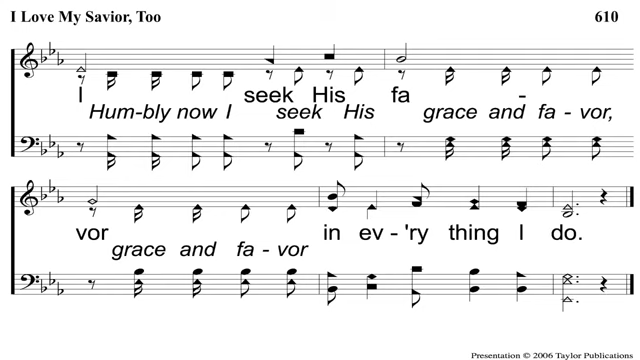 I Love My Savior, Too 610
I seek His fa -
Hum-bly now I seek His grace and fa-vor,
vor in ev-'ry thing I do.
grace and fa-vor
Presentation © 2006 Taylor Publications